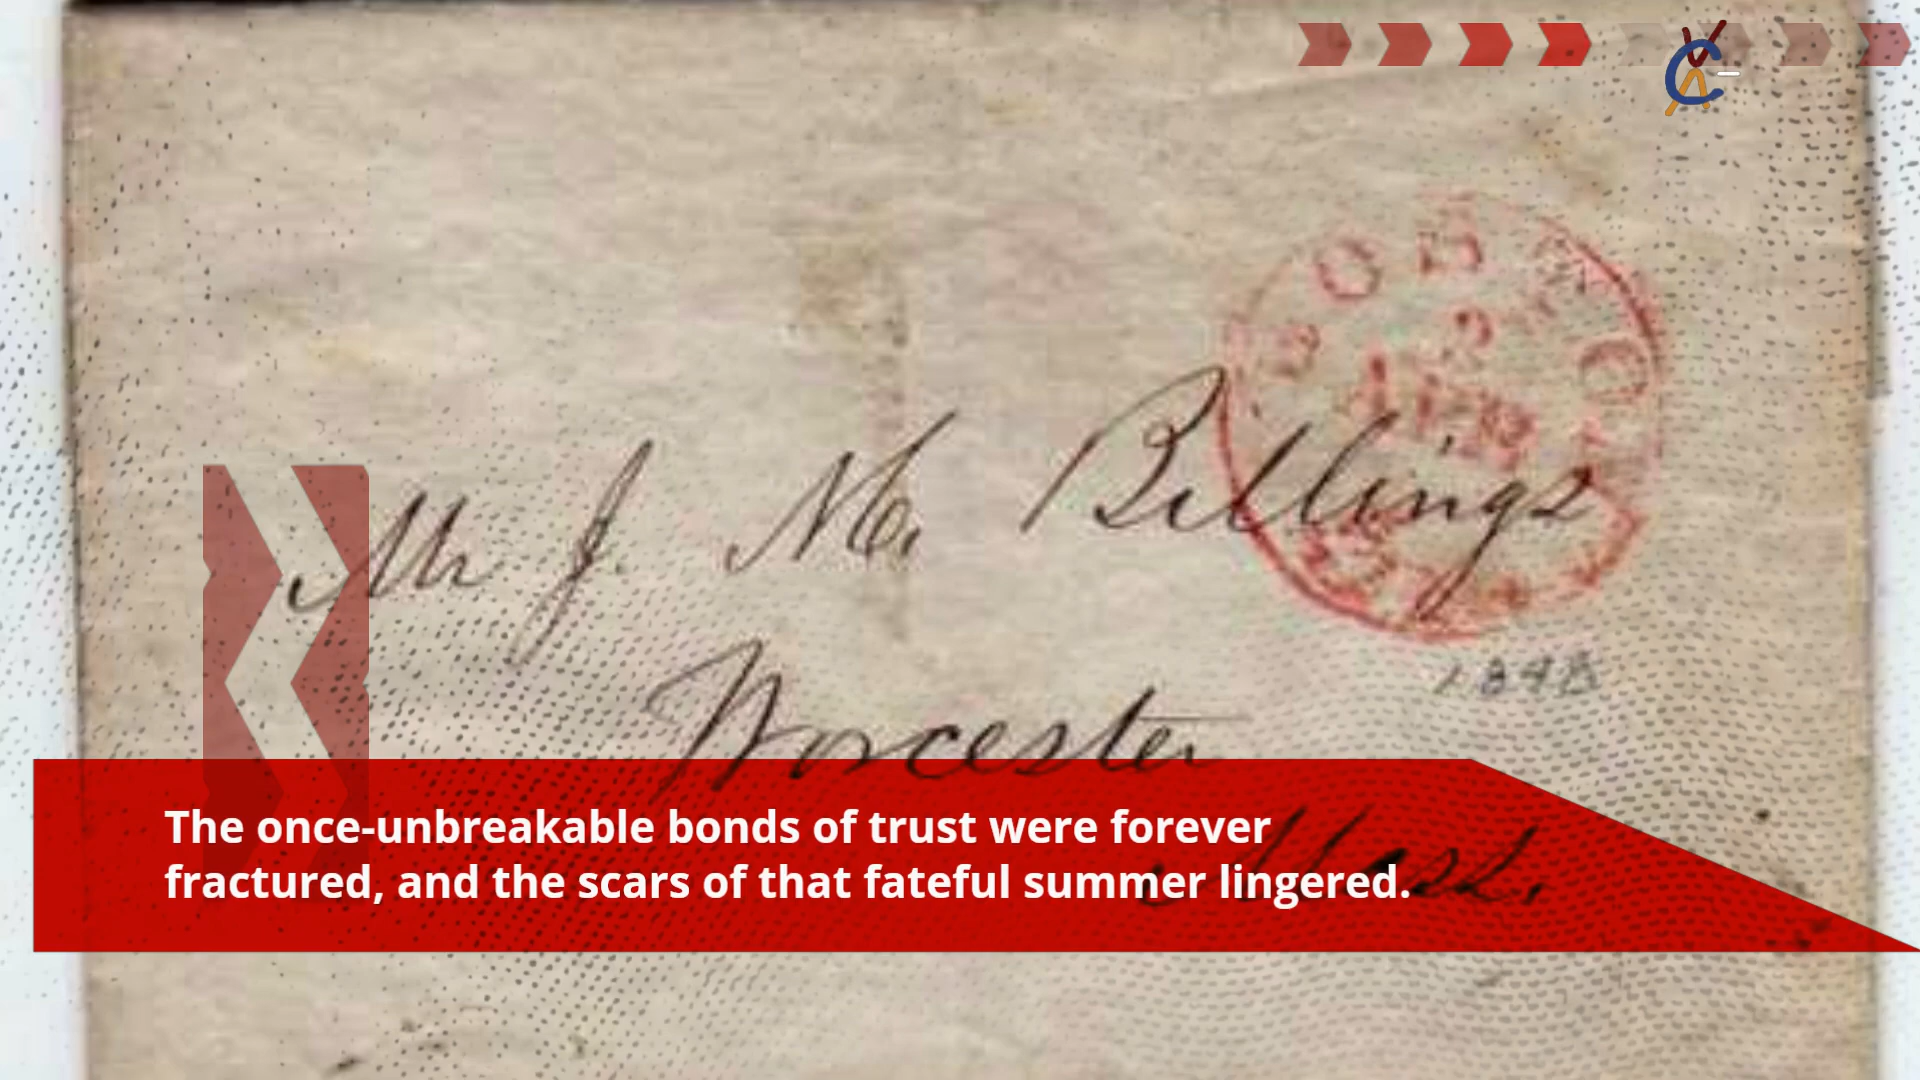 Mr J. M. Billings
Worcester
Mass.
1848
The once-unbreakable bonds of trust were forever
fractured, and the scars of that fateful summer lingered.